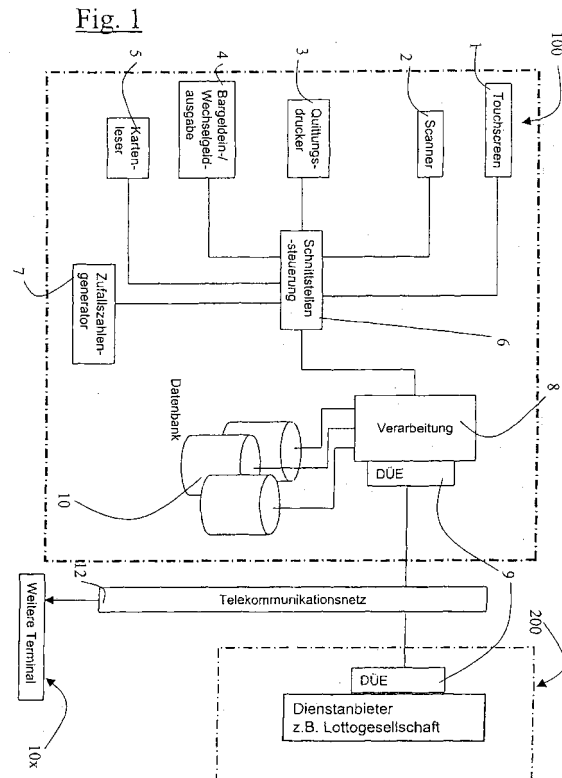 Fig. 1
100
1
Touchscreen
2
Scanner
3
Quittungs-
drucker
4
Bargeldein-/
Wechselgeld-
ausgabe
5
Karten-
leser
Schnittstellen
-steuerung
6
7
Zufallszahlen-
generator
8
Verarbeitung
DÜE
9
Datenbank
10
12
Telekommunikationsnetz
Weitere Terminal
10x
200
DÜE
Dienstanbieter
z.B. Lottogesellschaft